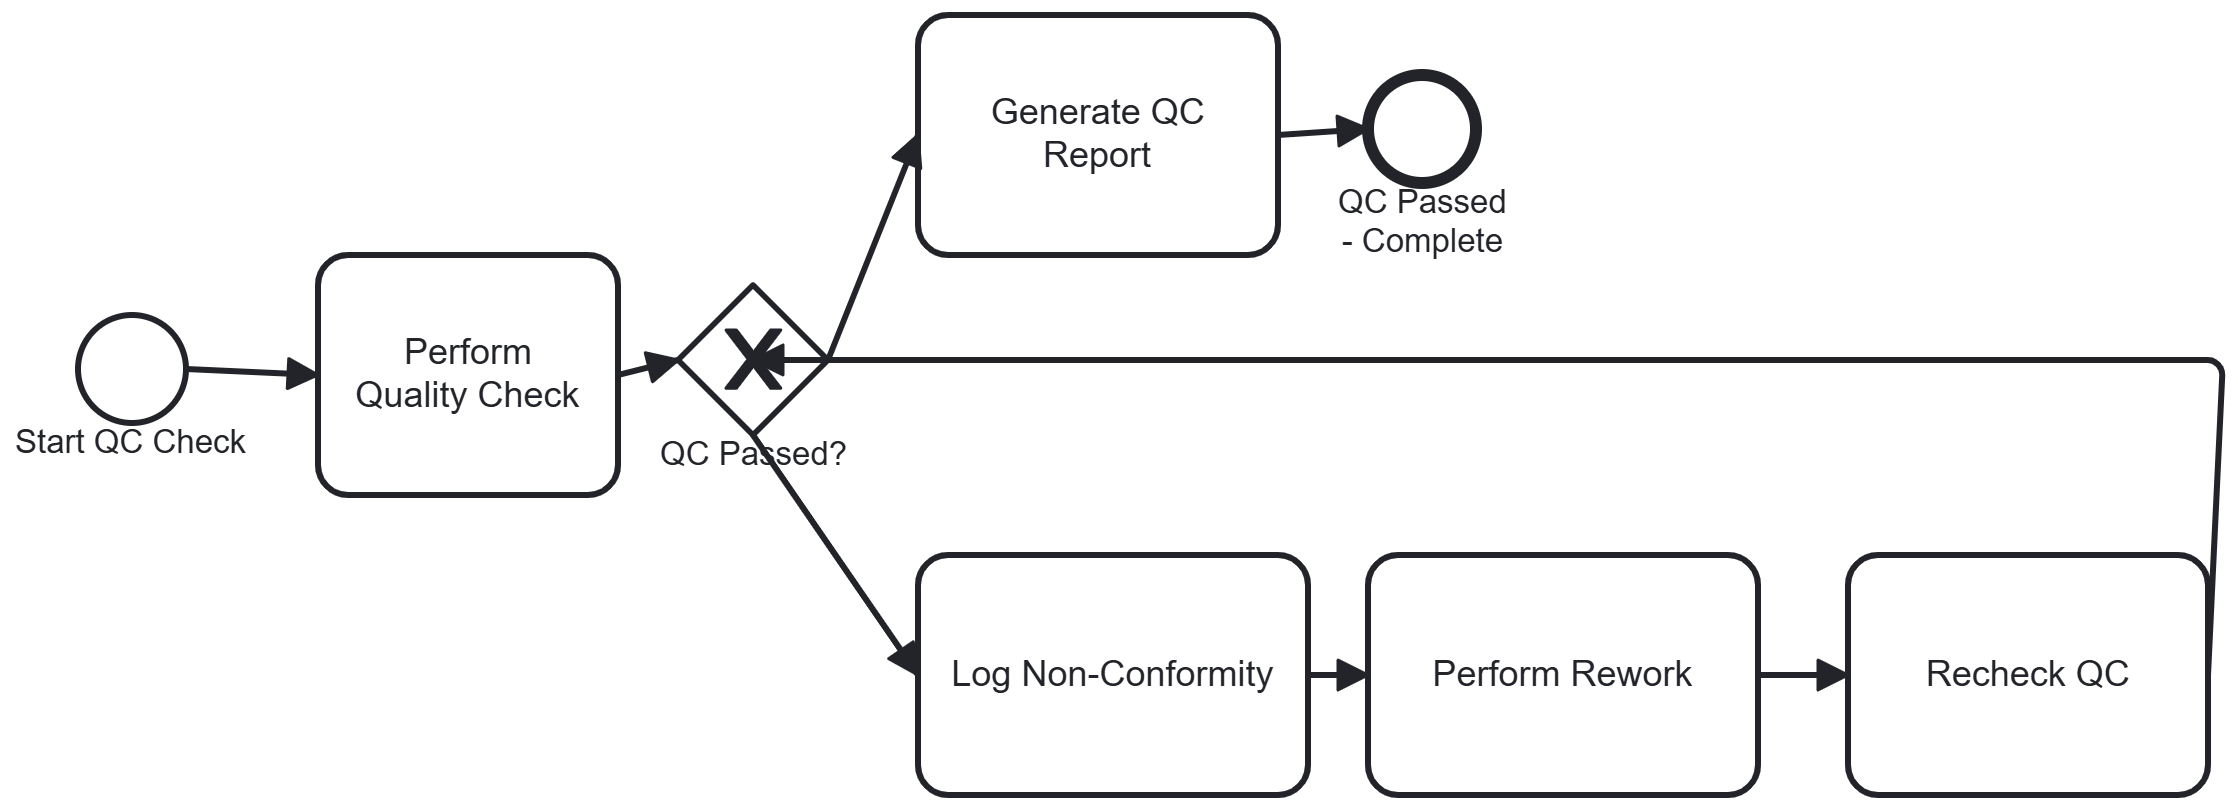 Generate QC
Report
QC Passed
- Complete
Perform
Quality Check
Start QC Check
QC Passed?
Log Non-Conformity
Perform Rework
Recheck QC